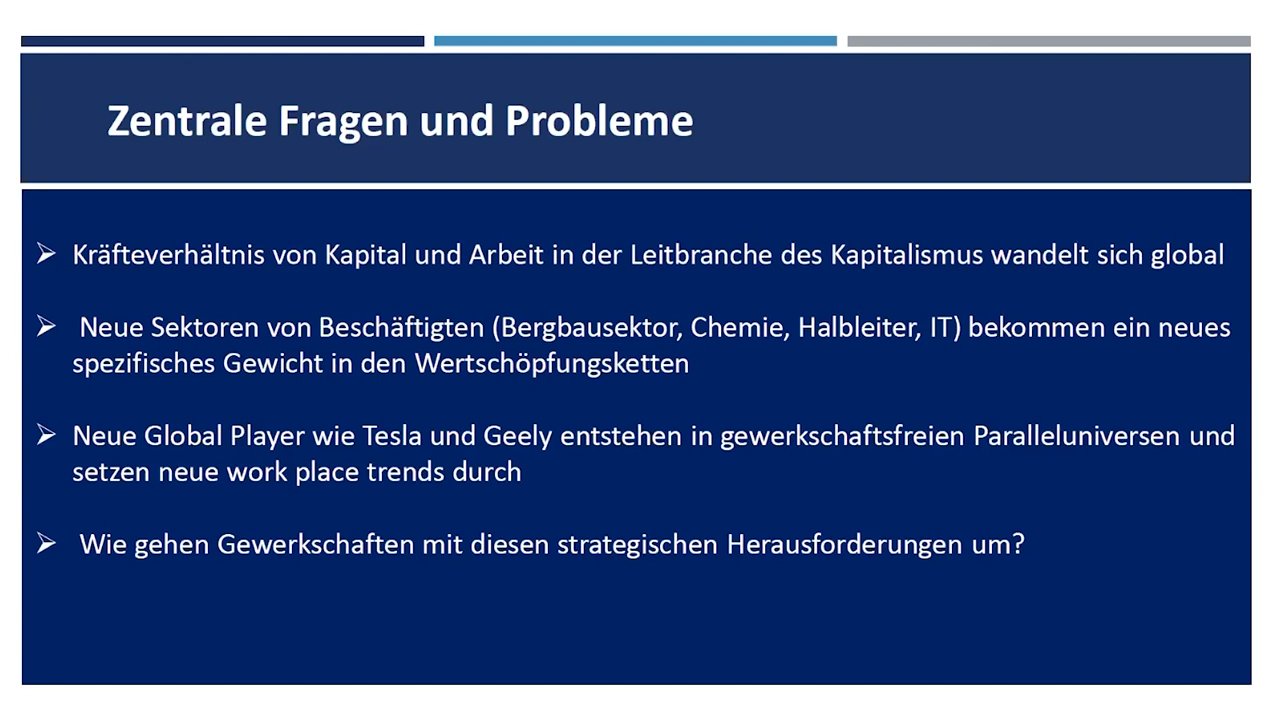 Zentrale Fragen und Probleme
Kräfteverhältnis von Kapital und Arbeit in der Leitbranche des Kapitalismus wandelt sich global
Neue Sektoren von Beschäftigten (Bergbausektor, Chemie, Halbleiter, IT) bekommen ein neues
spezifisches Gewicht in den Wertschöpfungsketten
Neue Global Player wie Tesla und Geely entstehen in gewerkschaftsfreien Paralleluniversen und
setzen neue work place trends durch
Wie gehen Gewerkschaften mit diesen strategischen Herausforderungen um?